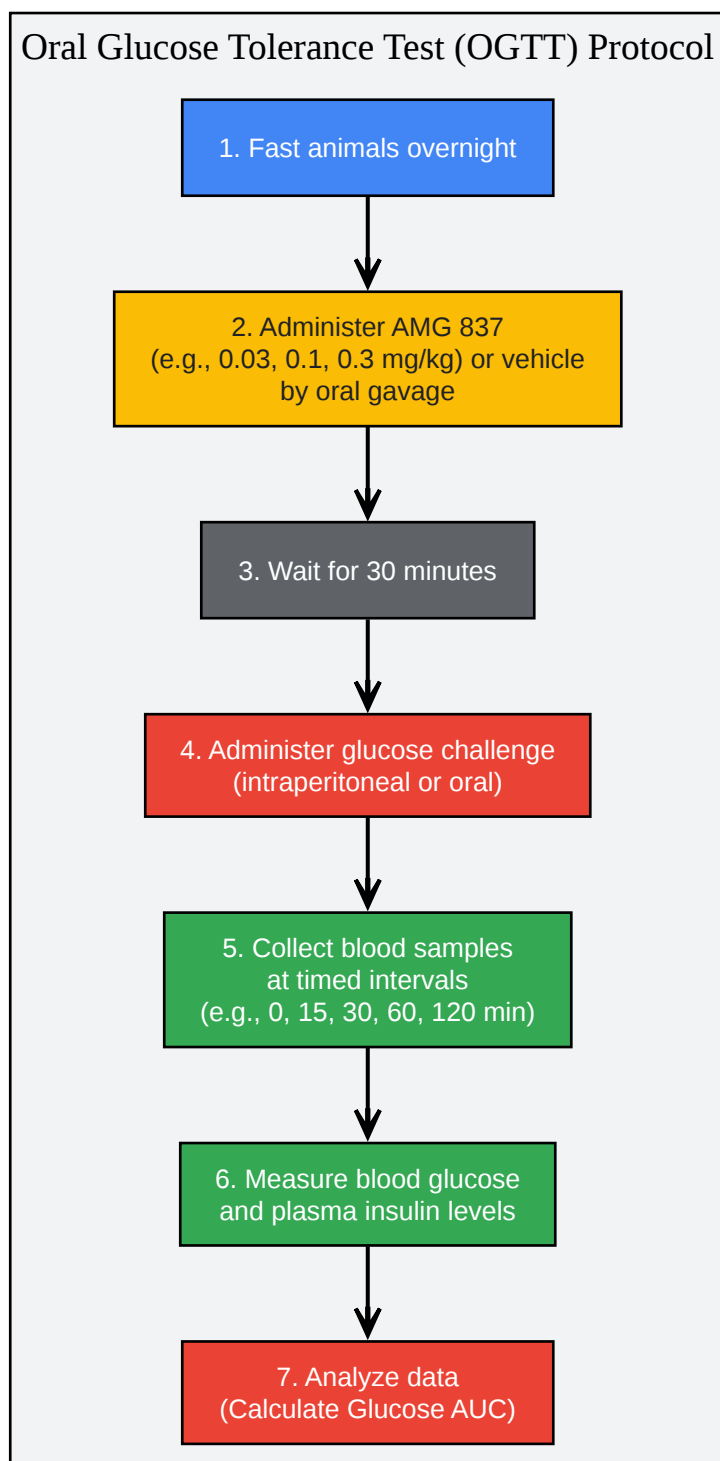 Oral Glucose Tolerance Test (OGTT) Protocol
1. Fast animals overnight
2. Administer AMG 837
(e.g., 0.03, 0.1, 0.3 mg/kg) or vehicle
by oral gavage
3. Wait for 30 minutes
4. Administer glucose challenge
(intraperitoneal or oral)
5. Collect blood samples
at timed intervals
(e.g., 0, 15, 30, 60, 120 min)
6. Measure blood glucose
and plasma insulin levels
7. Analyze data
(Calculate Glucose AUC)